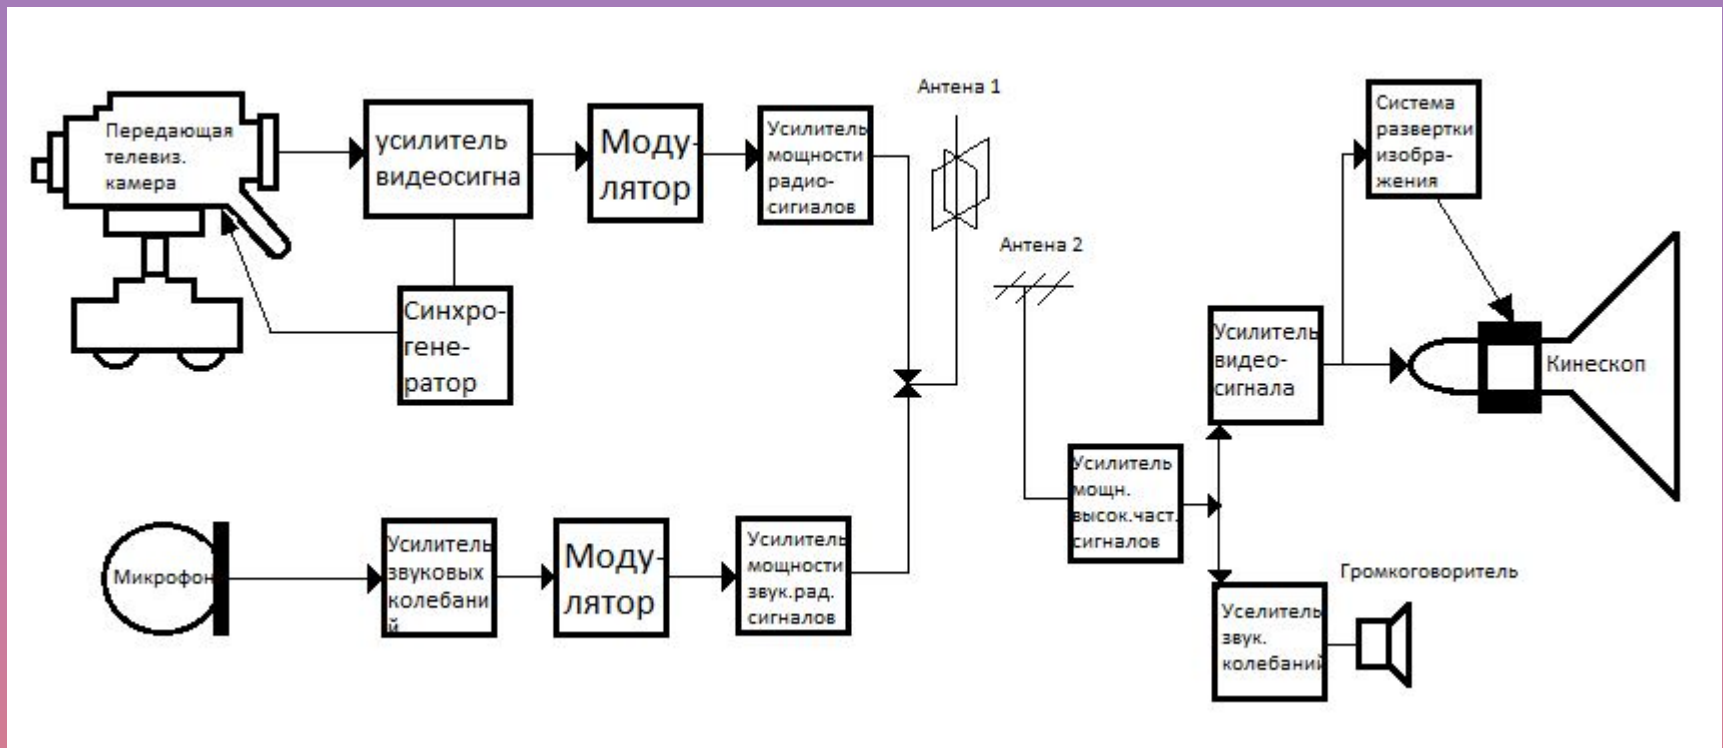 Передающая
телевиз.
камера
усилитель
видеосигна
Моду-
лятор
Усилитель
мощности
радио-
сигиалов
Антена 1
Синхро-
гене-
ратор
Микрофон
Усилитель
звуковых
колебани
й
Моду-
лятор
Усилитель
мощности
звук.рад.
сигналов
Антена 2
Усилитель
мощн.
высок.част.
сигналов
Усилитель
видео-
сигнала
Система
развертки
изобра-
жения
Кинескоп
Уселитель
звук.
колебаний
Громкоговоритель